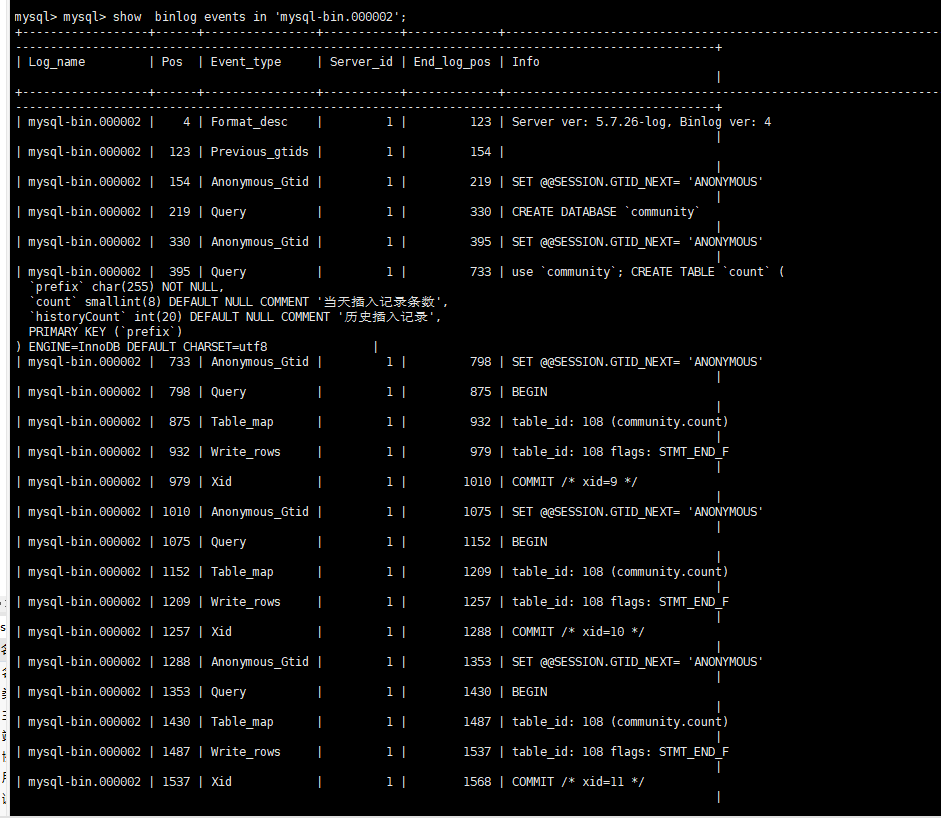 mysql> mysql> show  binlog events in 'mysql-bin.000002';
+------------------+------+----------------+-----------+-------------+--------------------------------------------------------------
----------------------------------------------------------------------------------------------------+
| Log_name         | Pos  | Event_type     | Server_id | End_log_pos | Info
|
+------------------+------+----------------+-----------+-------------+--------------------------------------------------------------
----------------------------------------------------------------------------------------------------+
| mysql-bin.000002 |    4 | Format_desc    |         1 |         123 | Server ver: 5.7.26-log, Binlog ver: 4
|
| mysql-bin.000002 |  123 | Previous_gtids |         1 |         154 |
|
| mysql-bin.000002 |  154 | Anonymous_Gtid |         1 |         219 | SET @@SESSION.GTID_NEXT= 'ANONYMOUS'
|
| mysql-bin.000002 |  219 | Query          |         1 |         330 | CREATE DATABASE `community`
|
| mysql-bin.000002 |  330 | Anonymous_Gtid |         1 |         395 | SET @@SESSION.GTID_NEXT= 'ANONYMOUS'
|
| mysql-bin.000002 |  395 | Query          |         1 |         733 | use `community`; CREATE TABLE `count` (
  `prefix` char(255) NOT NULL,
  `count` smallint(8) DEFAULT NULL COMMENT '当天插入记录条数',
  `historyCount` int(20) DEFAULT NULL COMMENT '历史插入记录',
  PRIMARY KEY (`prefix`)
) ENGINE=InnoDB DEFAULT CHARSET=utf8               |
| mysql-bin.000002 |  733 | Anonymous_Gtid |         1 |         798 | SET @@SESSION.GTID_NEXT= 'ANONYMOUS'
|
| mysql-bin.000002 |  798 | Query          |         1 |         875 | BEGIN
|
| mysql-bin.000002 |  875 | Table_map      |         1 |         932 | table_id: 108 (community.count)
|
| mysql-bin.000002 |  932 | Write_rows     |         1 |         979 | table_id: 108 flags: STMT_END_F
|
| mysql-bin.000002 |  979 | Xid            |         1 |        1010 | COMMIT /* xid=9 */
|
| mysql-bin.000002 | 1010 | Anonymous_Gtid |         1 |        1075 | SET @@SESSION.GTID_NEXT= 'ANONYMOUS'
|
| mysql-bin.000002 | 1075 | Query          |         1 |        1152 | BEGIN
|
| mysql-bin.000002 | 1152 | Table_map      |         1 |        1209 | table_id: 108 (community.count)
|
| mysql-bin.000002 | 1209 | Write_rows     |         1 |        1257 | table_id: 108 flags: STMT_END_F
|
| mysql-bin.000002 | 1257 | Xid            |         1 |        1288 | COMMIT /* xid=10 */
|
| mysql-bin.000002 | 1288 | Anonymous_Gtid |         1 |        1353 | SET @@SESSION.GTID_NEXT= 'ANONYMOUS'
|
| mysql-bin.000002 | 1353 | Query          |         1 |        1430 | BEGIN
|
| mysql-bin.000002 | 1430 | Table_map      |         1 |        1487 | table_id: 108 (community.count)
|
| mysql-bin.000002 | 1487 | Write_rows     |         1 |        1537 | table_id: 108 flags: STMT_END_F
|
| mysql-bin.000002 | 1537 | Xid            |         1 |        1568 | COMMIT /* xid=11 */
|